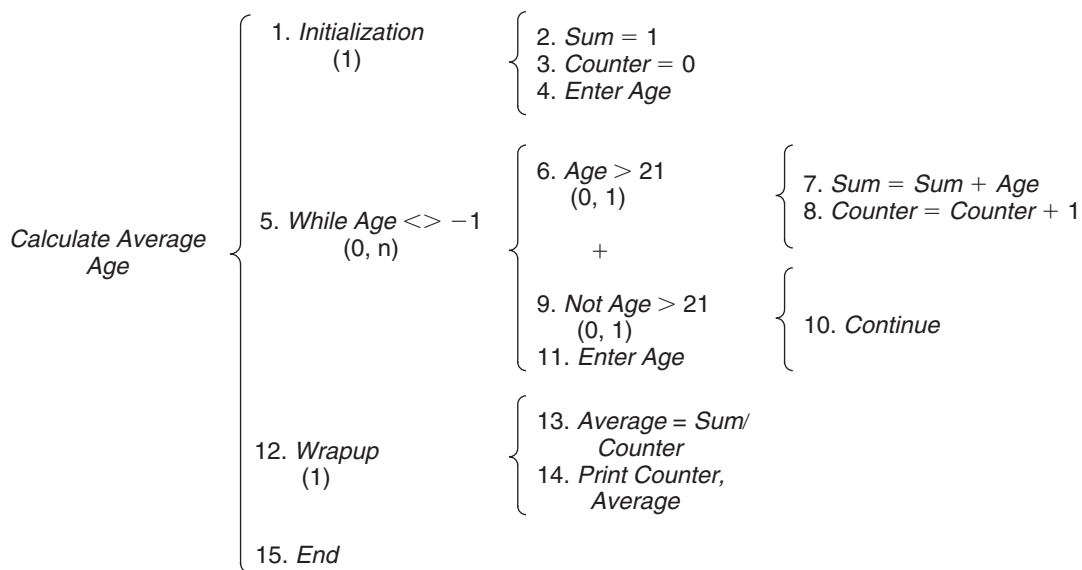 Calculate Average
Age
1. Initialization
(1)
2. Sum = 1
3. Counter = 0
4. Enter Age
5. While Age <> −1
(0, n)
6. Age > 21
(0, 1)
7. Sum = Sum + Age
8. Counter = Counter + 1
+
9. Not Age > 21
(0, 1)
10. Continue
11. Enter Age
12. Wrapup
(1)
13. Average = Sum/
Counter
14. Print Counter,
Average
15. End